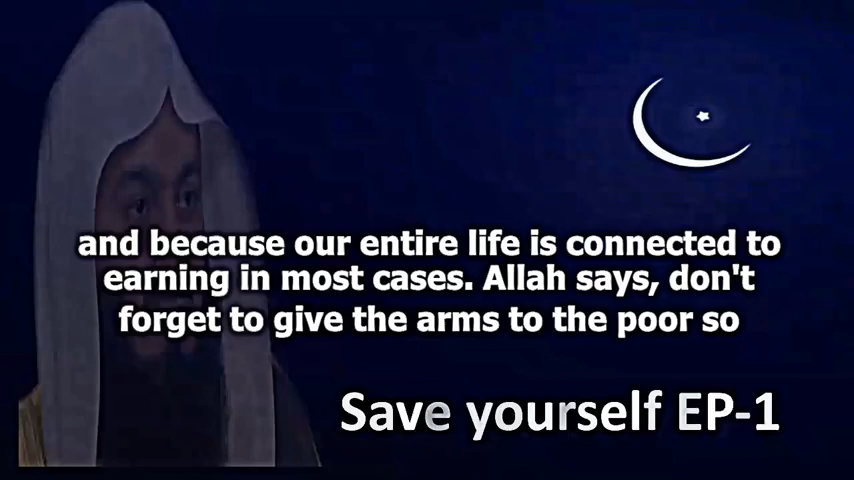 and because our entire life is connected to
earning in most cases. Allah says, don't
forget to give the arms to the poor so
Save yourself EP-1